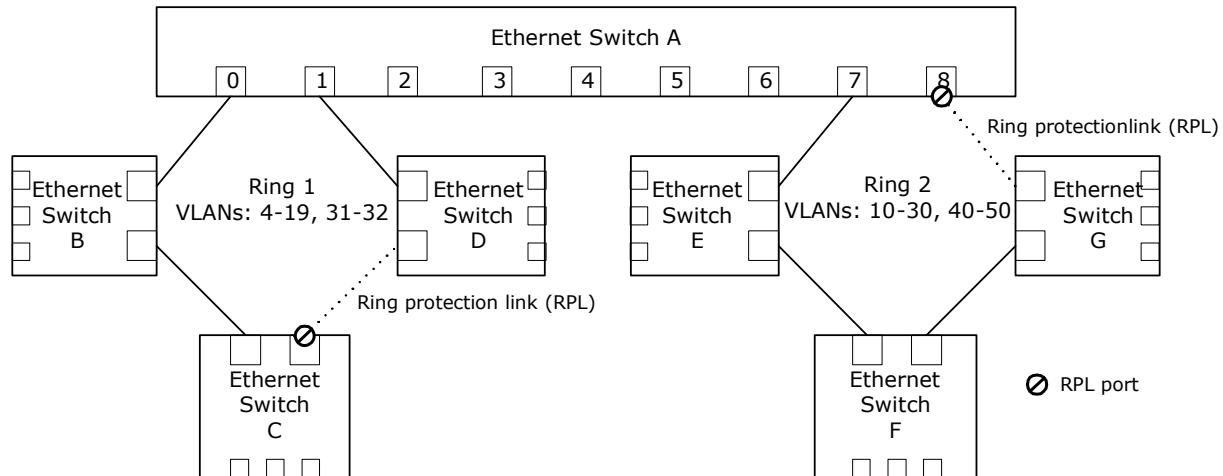 Ethernet Switch A
0 1 2 3 4 5 6 7 8
Ring protectionlink (RPL)
Ethernet
Switch
B
Ring 1
VLANs: 4-19, 31-32
Ethernet
Switch
D
Ethernet
Switch
E
Ring 2
VLANs: 10-30, 40-50
Ethernet
Switch
G
Ring protection link (RPL)
Ethernet
Switch
C
Ethernet
Switch
F
RPL port